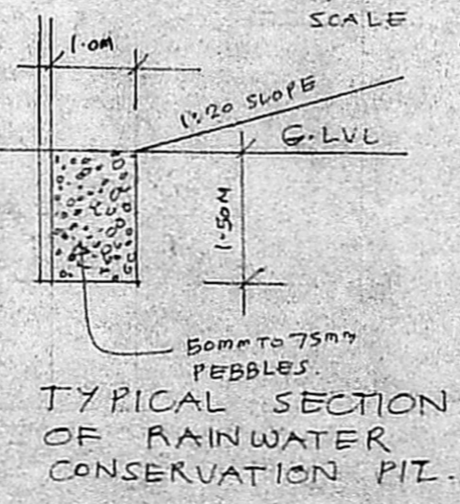 SCALE
1.0M
1:20 SLOPE
G.LVL
1.50M
50mm TO 75mm
PEBBLES.
TYPICAL SECTION
OF RAINWATER
CONSERVATION PIT.